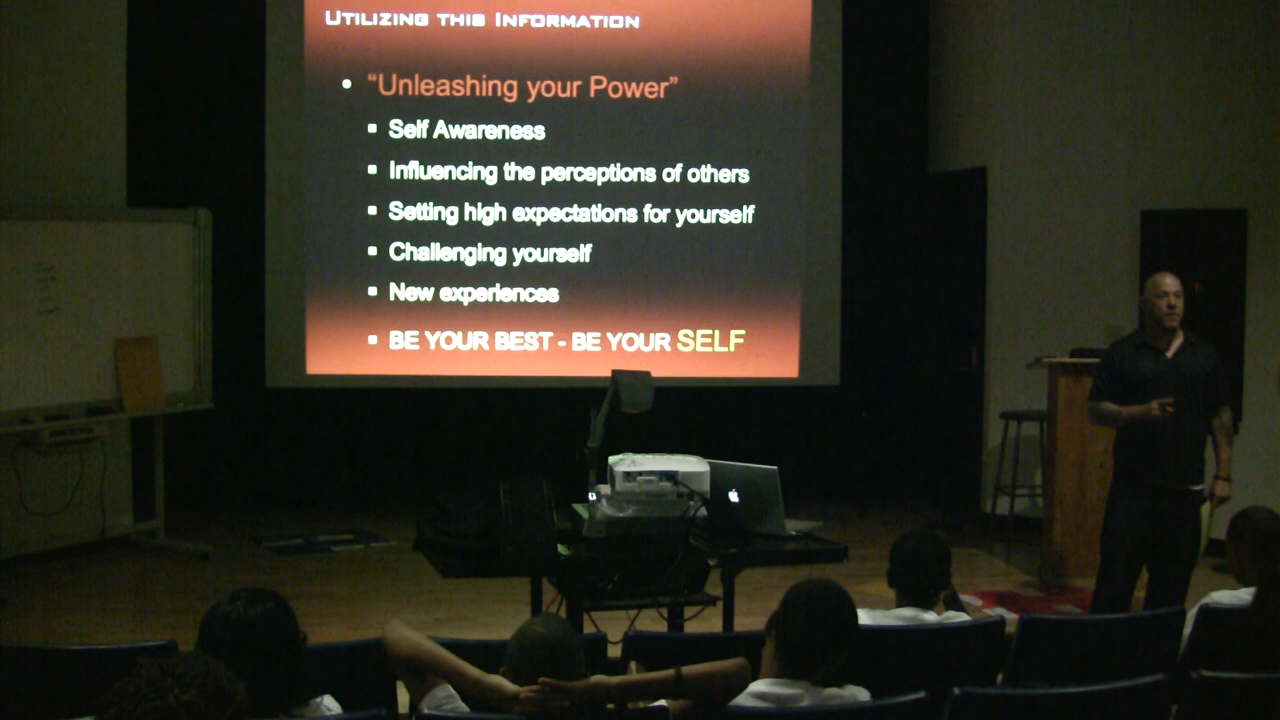 UTILIZING THIS INFORMATION
“Unleashing your Power”
Self Awareness
Influencing the perceptions of others
Setting high expectations for yourself
Challenging yourself
New experiences
BE YOUR BEST - BE YOUR SELF